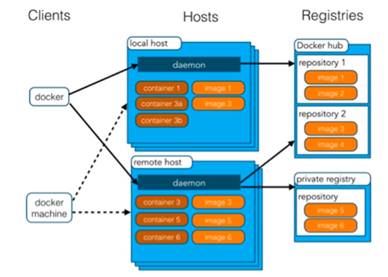 Clients
Hosts
Registries
docker
docker
machine
local host
daemon
container 1
image 1
container 3a
image 3
container 3b
remote host
daemon
container 3
image 3
container 5
image 5
container 6
image 6
Docker hub
repository 1
image 1
image 2
repository 2
image 3
image 4
private registry
repository
image 5
image 6